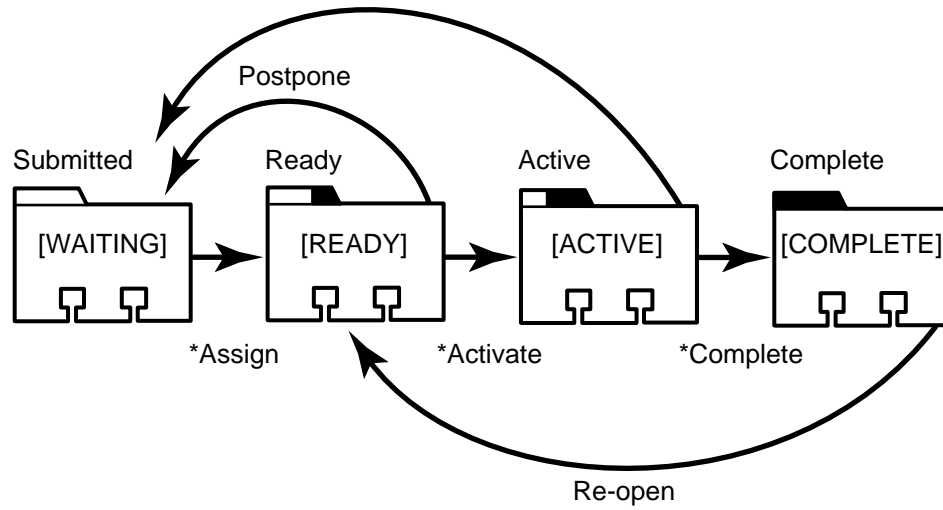 Postpone
Submitted
Ready
Active
Complete
[WAITING]
[READY]
[ACTIVE]
[COMPLETE]
*Assign
*Activate
*Complete
Re-open